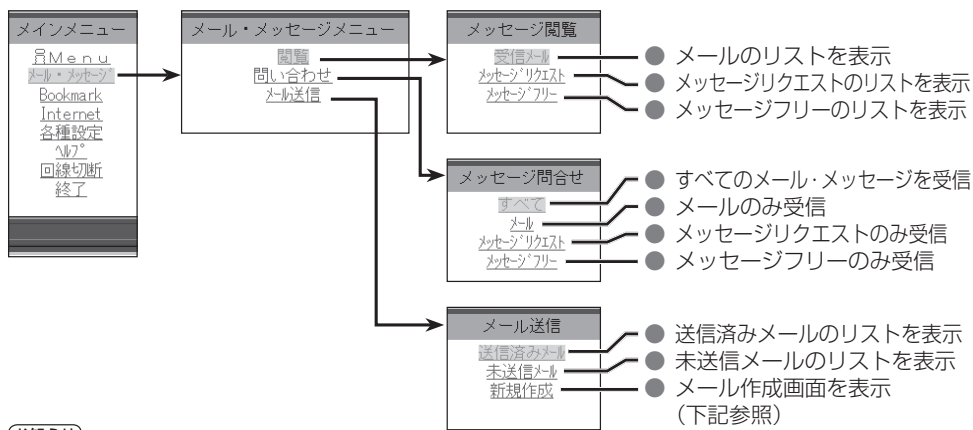 メインメニュー
Menu
メール・メッセージ
Bookmark
Internet
各種設定
ヘルプ
回線切断
終了
メール・メッセージメニュー
閲覧
問い合わせ
メール送信
メッセージ閲覧
受信メール
メッセージリクエスト
メッセージフリー
● メールのリストを表示
● メッセージリクエストのリストを表示
● メッセージフリーのリストを表示
メッセージ問合せ
すべて
メール
メッセージリクエスト
メッセージフリー
● すべてのメール・メッセージを受信
● メールのみ受信
● メッセージリクエストのみ受信
● メッセージフリーのみ受信
メール送信
送信済みメール
未送信メール
新規作成
● 送信済みメールのリストを表示
● 未送信メールのリストを表示
● メール作成画面を表示
（下記参照）